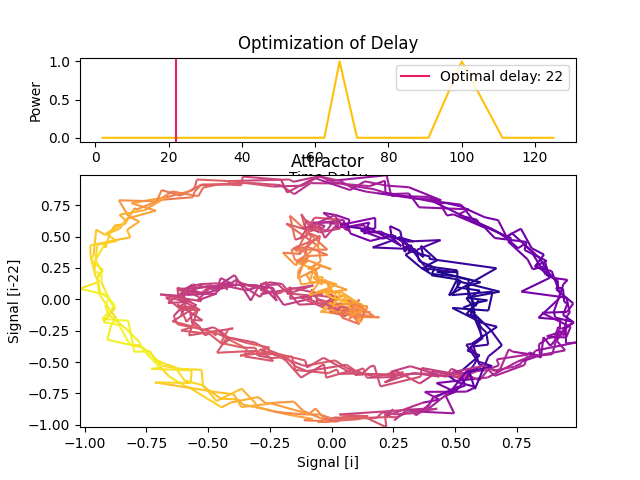 Optimization of Delay
Power
1.0
0.5
0.0
Optimal delay: 22
0 20 40 60 80 100 120
Time Delay
Attractor
Signal [i-22]
0.75
0.50
0.25
0.00
−0.25
−0.50
−0.75
−1.00
−1.00 −0.75 −0.50 −0.25 0.00 0.25 0.50 0.75
Signal [i]